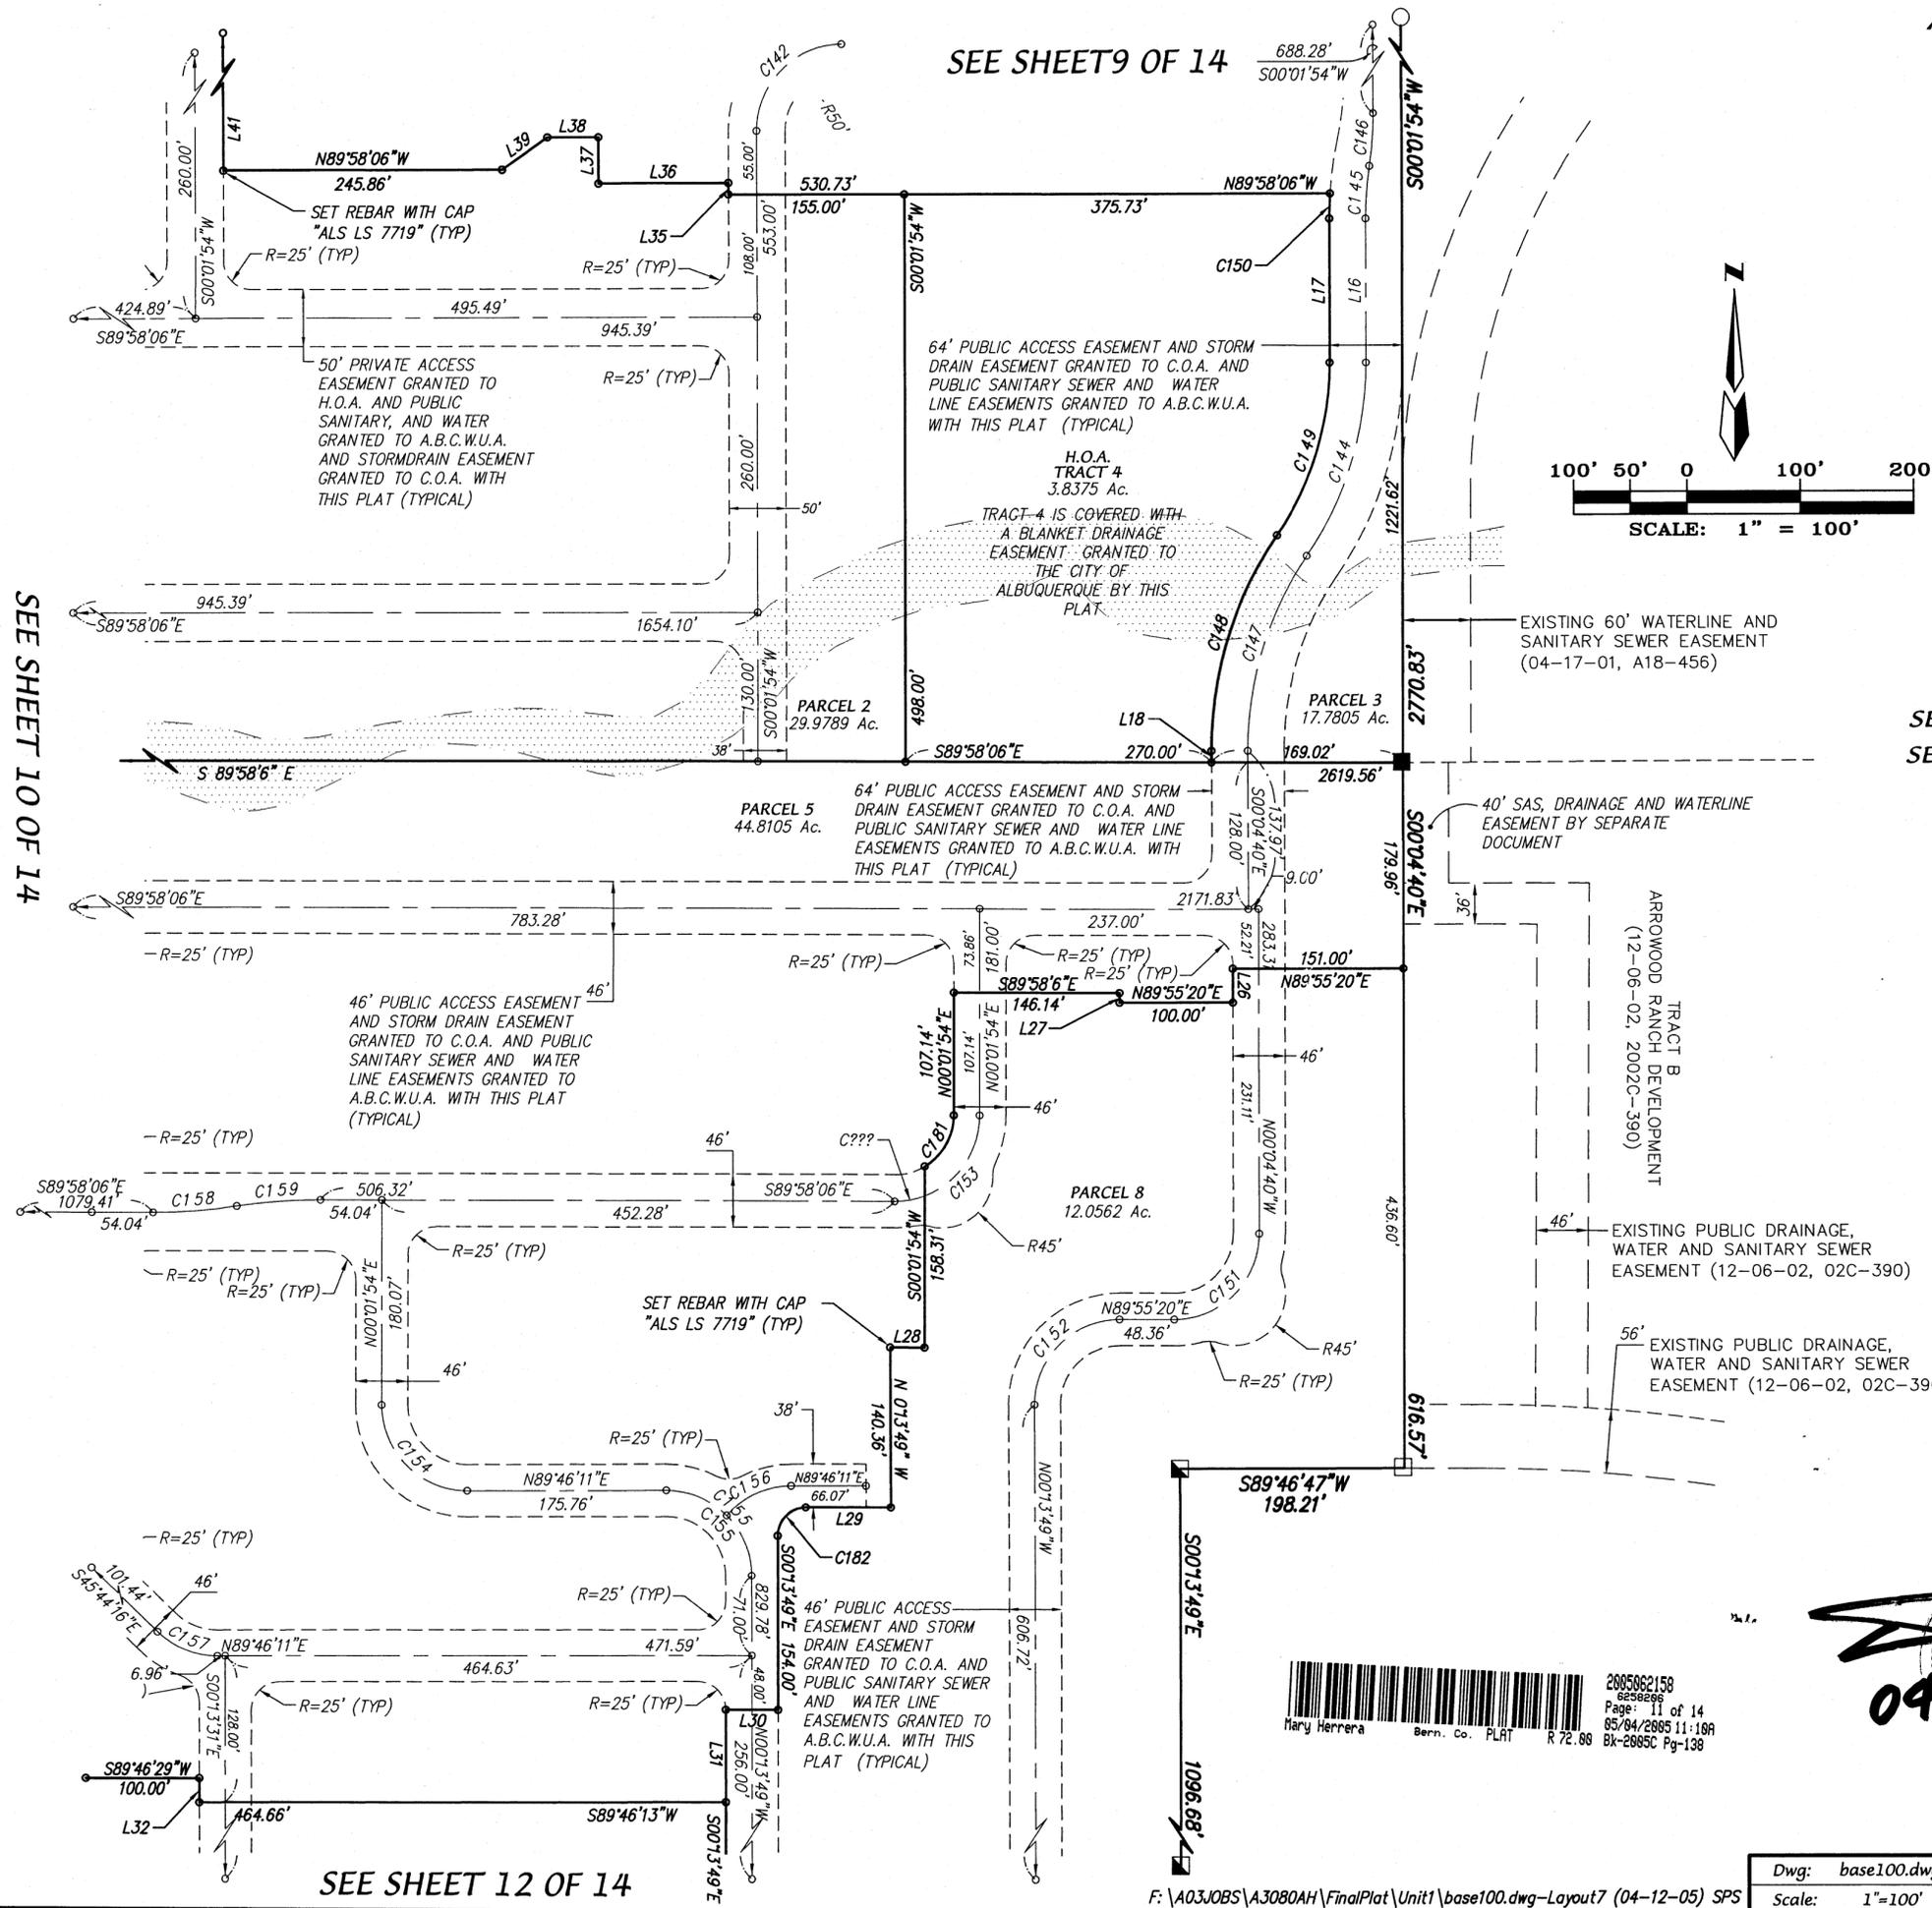 SEE SHEET9 OF 14
688.28'
S00°01'54"W
C142
R50'
C146
C145
S00°01'54"W
L41
260.00'
S00°01'54"W
N89°58'06"W
245.86'
L39
L38
L37
L36
55.00'
530.73'
155.00'
N89°58'06"W
375.73'
SET REBAR WITH CAP
"ALS LS 7719" (TYP)
L35
R=25' (TYP)
R=25' (TYP)
108.00'
553.00'
S00°01'54"W
C150
L17
L16
424.89'
S89°58'06"E
495.49'
945.39'
50' PRIVATE ACCESS
EASEMENT GRANTED TO
H.O.A. AND PUBLIC
SANITARY, AND WATER
GRANTED TO A.B.C.W.U.A.
AND STORMDRAIN EASEMENT
GRANTED TO C.O.A. WITH
THIS PLAT (TYPICAL)
R=25' (TYP)
260.00'
50'
64' PUBLIC ACCESS EASEMENT AND STORM
DRAIN EASEMENT GRANTED TO C.O.A. AND
PUBLIC SANITARY SEWER AND WATER
LINE EASEMENTS GRANTED TO A.B.C.W.U.A.
WITH THIS PLAT (TYPICAL)
H.O.A.
TRACT 4
3.8375 Ac.
TRACT 4 IS COVERED WITH
A BLANKET DRAINAGE
EASEMENT GRANTED TO
THE CITY OF
ALBUQUERQUE BY THIS
PLAT
C149
C144
C148
C147
1221.62'
Z
100' 50' 0 100' 200
SCALE: 1" = 100'
SEE SHEET 10 OF 14
945.39'
S89°58'06"E
1654.10'
130.00'
S00°01'54"W
38'
PARCEL 2
29.9789 Ac.
498.00'
L18
PARCEL 3
17.7805 Ac.
2170.83'
EXISTING 60' WATERLINE AND
SANITARY SEWER EASEMENT
(04-17-01, A18-456)
SE
SE
S 89°58'6" E
S89°58'06"E
270.00'
169.02'
2619.56'
PARCEL 5
44.8105 Ac.
64' PUBLIC ACCESS EASEMENT AND STORM
DRAIN EASEMENT GRANTED TO C.O.A. AND
PUBLIC SANITARY SEWER AND WATER LINE
EASEMENTS GRANTED TO A.B.C.W.U.A. WITH
THIS PLAT (TYPICAL)
137.97'
S00°04'40"E
128.00'
9.00'
S00°04'40"E
179.96'
40' SAS, DRAINAGE AND WATERLINE
EASEMENT BY SEPARATE
DOCUMENT
36'
TRACT B
ARROWOOD RANCH DEVELOPMENT
(12-06-02, 2002C-390)
S89°58'06"E
783.28'
2171.83'
237.00'
R=25' (TYP)
R=25' (TYP)
R=25' (TYP)
R=25' (TYP)
73.86'
181.00'
52.21'
283.31
L26
151.00'
N89°55'20"E
S89°58'6"E
146.14'
N89°55'20"E
100.00'
L27
46' PUBLIC ACCESS EASEMENT
AND STORM DRAIN EASEMENT
GRANTED TO C.O.A. AND PUBLIC
SANITARY SEWER AND WATER
LINE EASEMENTS GRANTED TO
A.B.C.W.U.A. WITH THIS PLAT
(TYPICAL)
46'
N00°01'54"E
107.14'
107.14'
N00°01'54"E
46'
46'
231.11'
N00°04'40"W
R=25' (TYP)
46'
C???
C181
C153
PARCEL 8
12.0562 Ac.
436.60'
S89°58'06"E
1079.41'
54.04'
C158
C159
506.32'
54.04'
S89°58'06"E
452.28'
R=25' (TYP)
R=25' (TYP)
R=25' (TYP)
R45'
S00°01'54"W
158.31'
46'
EXISTING PUBLIC DRAINAGE,
WATER AND SANITARY SEWER
EASEMENT (12-06-02, 02C-390)
N00°01'54"E
180.07'
46'
SET REBAR WITH CAP
"ALS LS 7719" (TYP)
L28
C151
N89°55'20"E
48.36'
C152
R45'
R=25' (TYP)
56'
EXISTING PUBLIC DRAINAGE,
WATER AND SANITARY SEWER
EASEMENT (12-06-02, 02C-39
N 0°13'49" W
140.36'
38'
R=25' (TYP)
C154
N89°46'11"E
175.76'
C156
C155
C155
N89°46'11"E
66.07'
L29
C182
616.57'
S89°46'47"W
198.21'
R=25' (TYP)
N00°13'49"W
606.72'
S00°13'49"E
1096.68'
101.44'
S45°44'16"E
46'
C157
N89°46'11"E
6.96'
471.59'
464.63'
R=25' (TYP)
R=25' (TYP)
R=25' (TYP)
829.78'
71.00'
S00°13'49"E 154.00'
46' PUBLIC ACCESS
EASEMENT AND STORM
DRAIN EASEMENT
GRANTED TO C.O.A. AND
PUBLIC SANITARY SEWER
AND WATER LINE
EASEMENTS GRANTED TO
A.B.C.W.U.A. WITH THIS
PLAT (TYPICAL)
S00°13'31"E
128.00'
48.00'
L30
L31
256.00'
N00°13'49"W
S89°46'29"W
100.00'
L32
464.66'
S89°46'13"W
S00°13'49"E
2005062158
6258206
Page: 11 of 14
05/04/2005 11:10A
Mary Herrera Bern. Co. PLAT R 72.00 Bk-2005C Pg-138
04
SEE SHEET 12 OF 14
F:\A03JOBS\A3080AH\FinalPlat\Unit1\base100.dwg-Layout7 (04-12-05) SPS
Dwg: base100.dw
Scale: 1"=100'